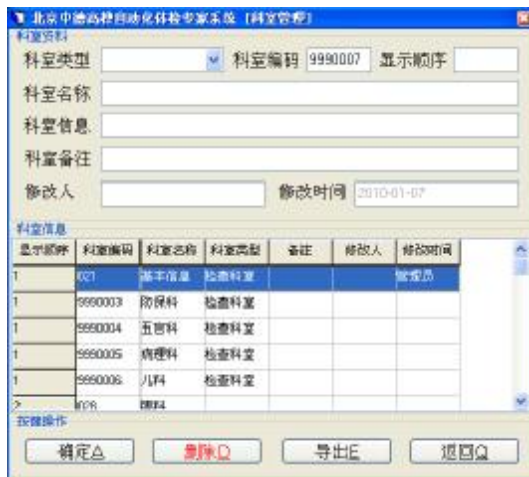 北京中德高标自动化体检专家系统 [科室管理]
科室资料
科室类型 科室编码 9990007 显示顺序
科室名称
科室信息
科室备注
修改人 修改时间 2010-01-07
科室信息
显示顺序 科室编码 科室名称 科室类型 备注 修改人 修改时间
1 021 基本信息 检查科室 管理员
1 9990003 防保科 检查科室
1 9990004 五官科 检查科室
1 9990005 病理科 检查科室
1 9990006 儿科 检查科室
2 028 眼科
按钮操作
确定A 删除D 导出E 返回Q